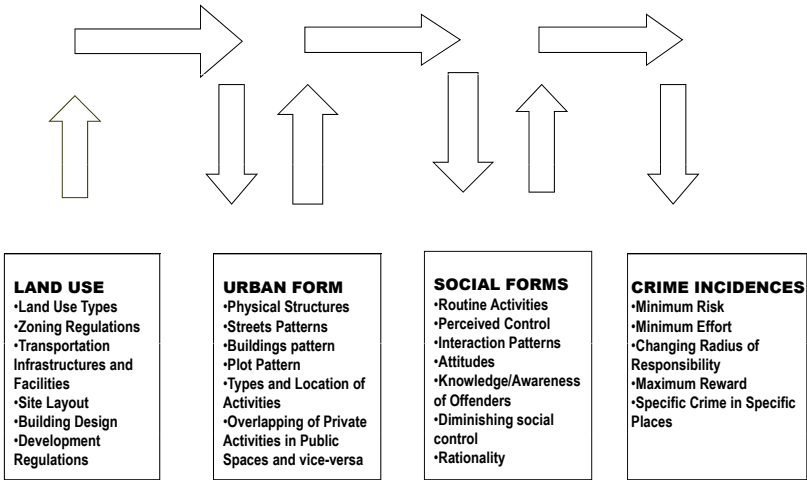 LAND USE
•Land Use Types
•Zoning Regulations
•Transportation
Infrastructures and
Facilities
•Site Layout
•Building Design
•Development
Regulations
URBAN FORM
•Physical Structures
•Streets Patterns
•Buildings pattern
•Plot Pattern
•Types and Location of
Activities
•Overlapping of Private
Activities in Public
Spaces and vice-versa
SOCIAL FORMS
•Routine Activities
•Perceived Control
•Interaction Patterns
•Attitudes
•Knowledge/Awareness
of Offenders
•Diminishing social
control
•Rationality
CRIME INCIDENCES
•Minimum Risk
•Minimum Effort
•Changing Radius of
Responsibility
•Maximum Reward
•Specific Crime in Specific
Places